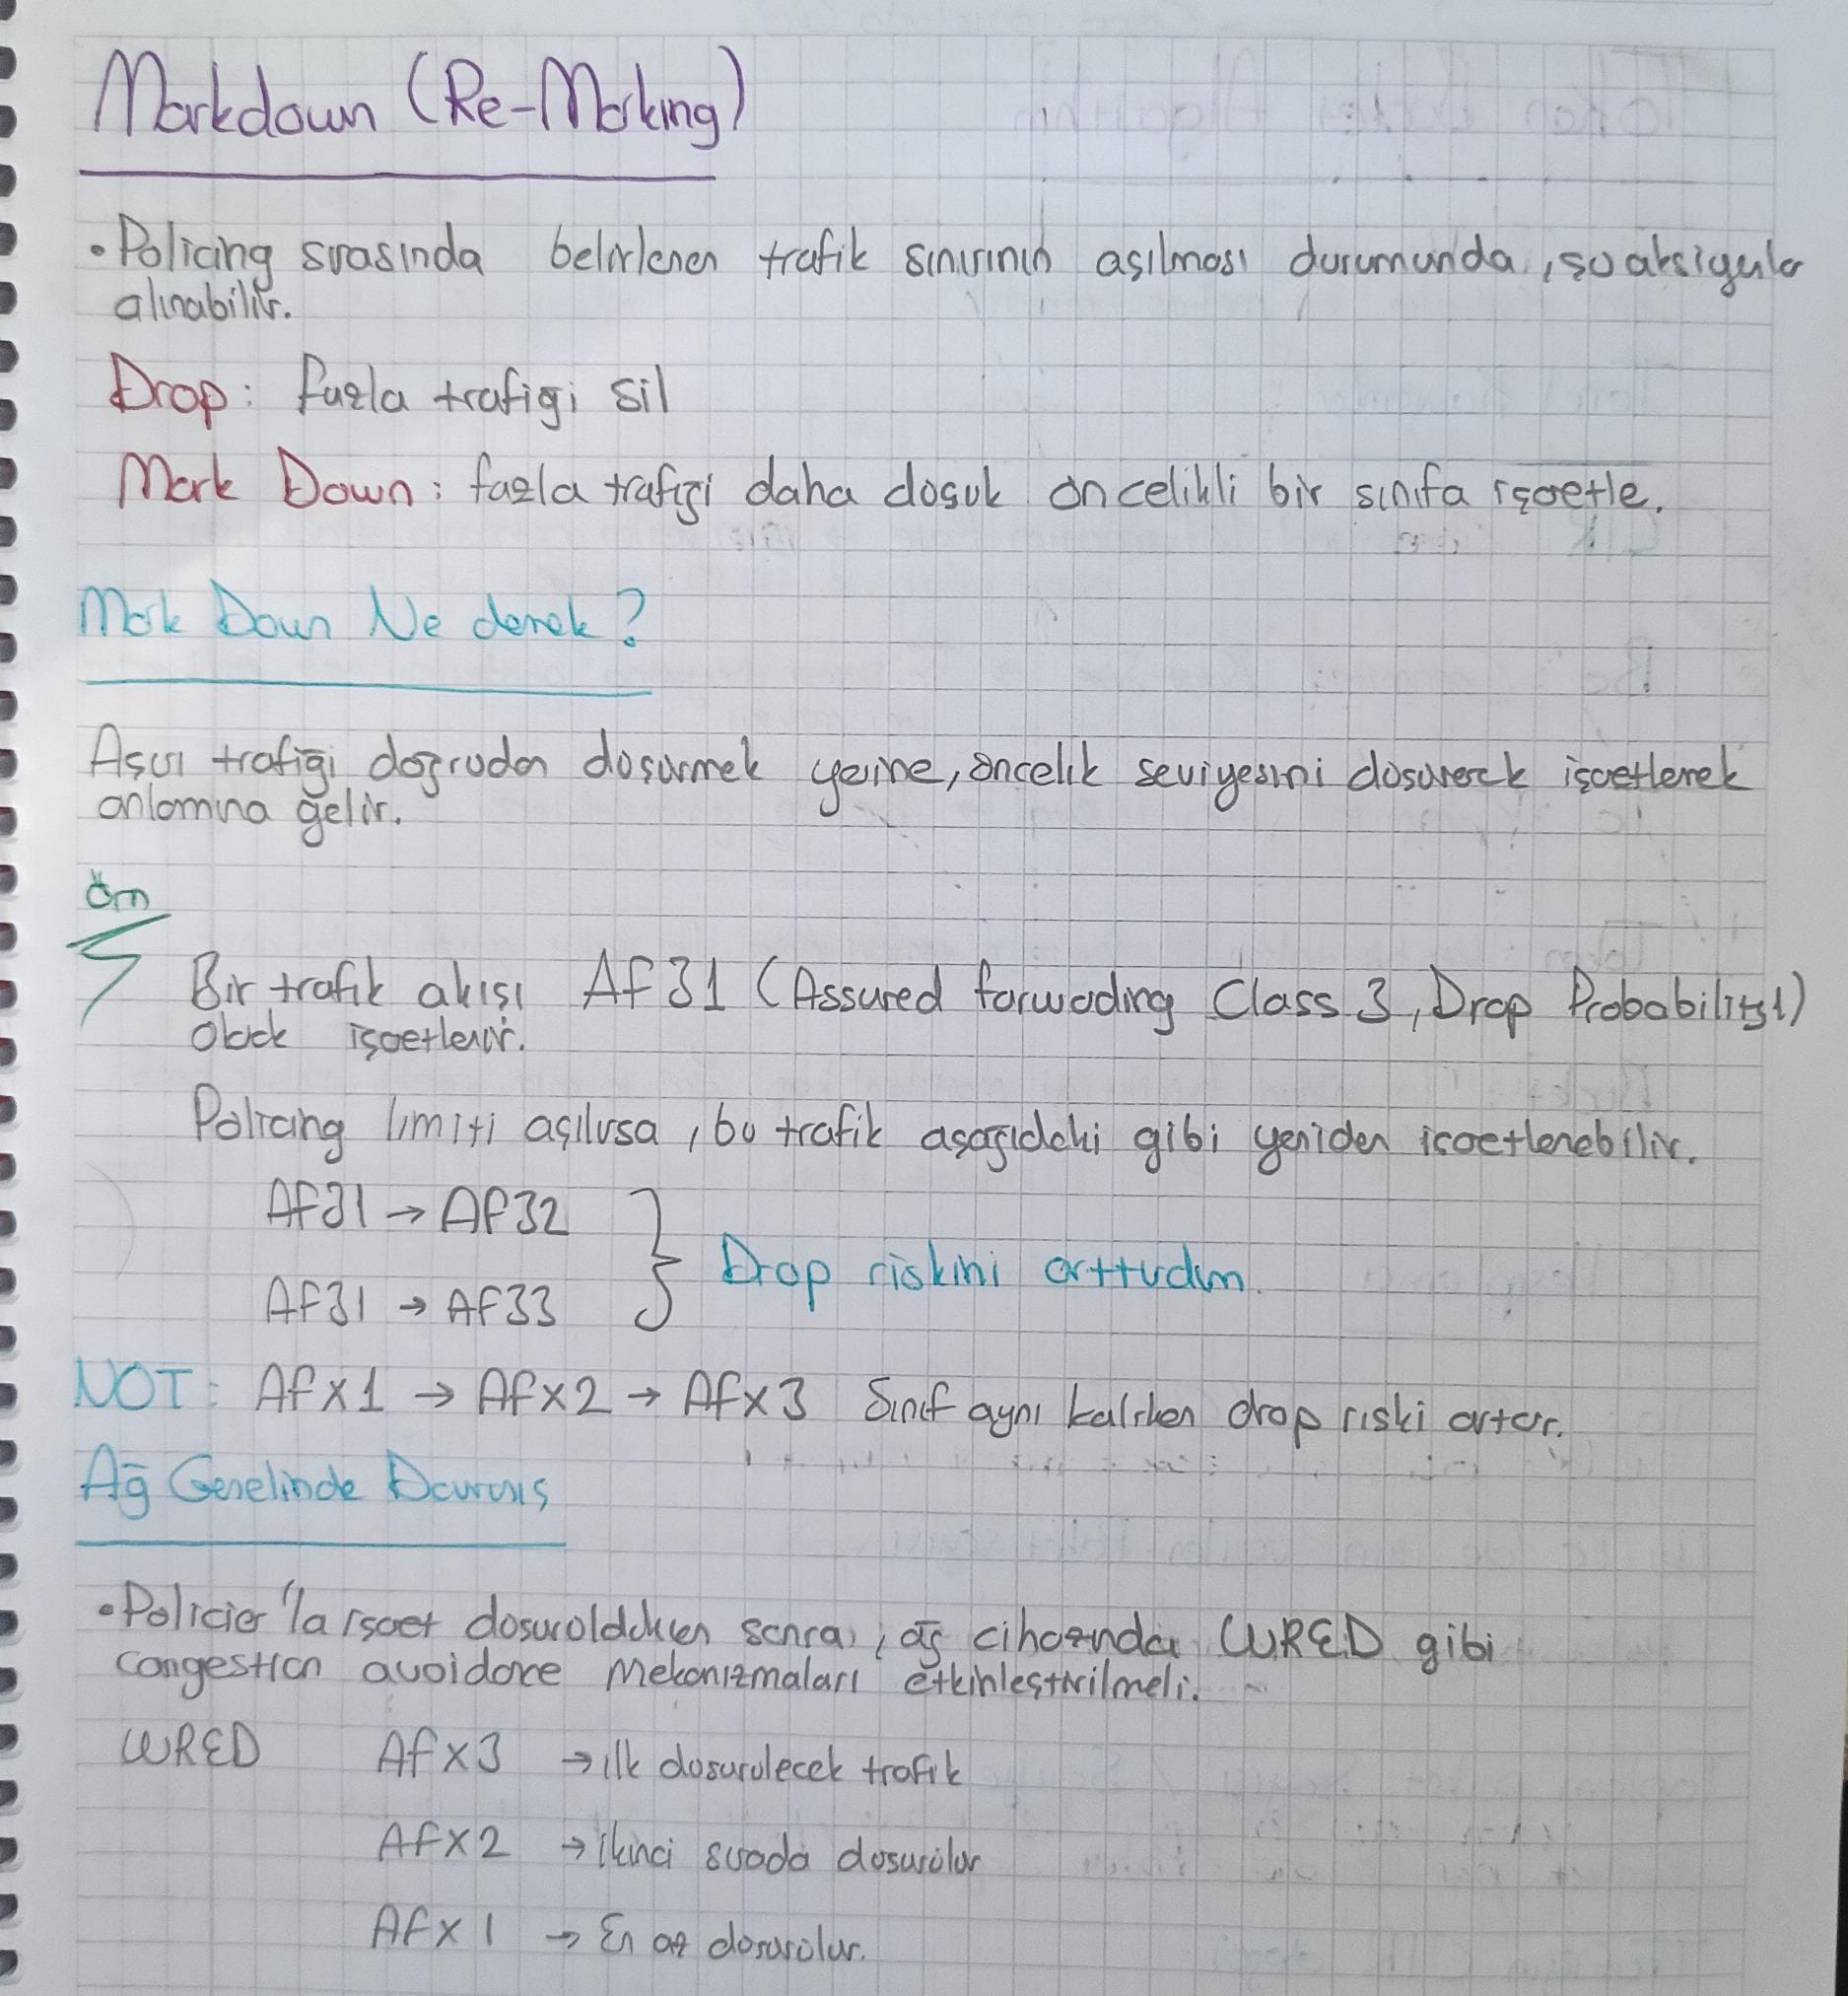 Markdown (Re-Marking)
• Policing sırasında belirlenen trafik sınırının aşılması durumunda, şu aksiyonlar
alınabilir.
Drop: fazla trafiği sil
Mark Down: fazla trafiği daha düşük öncelikli bir sınıfa işaretle.
Mark Down Ne demek?
Aşırı trafiği doğrudan düşürmek yerine, öncelik seviyesini düşürerek işaretlemek
anlamına gelir.
Örn
Bir trafik akışı AF31 (Assured forwarding Class 3, Drop Probability 1)
olarak işaretlenir.
Policing limiti aşılırsa, bu trafik aşağıdaki gibi yeniden işaretlenebilir.
AF31 → AF32
AF31 → AF33
} Drop riskini arttırdım.
NOT: AFX1 → AFX2 → AFX3 Sınıf aynı kalırken drop riski artar.
Ağ Genelinde Davranış
• Policier'la işaret düşürüldükten sonra, ağ cihazında WRED gibi
congestion avoidance mekanizmaları etkinleştirilmeli.
WRED AFX3 → ilk düşürülecek trafik
AFX2 → ikinci sırada düşürülür
AFX1 → En az düşürülür.